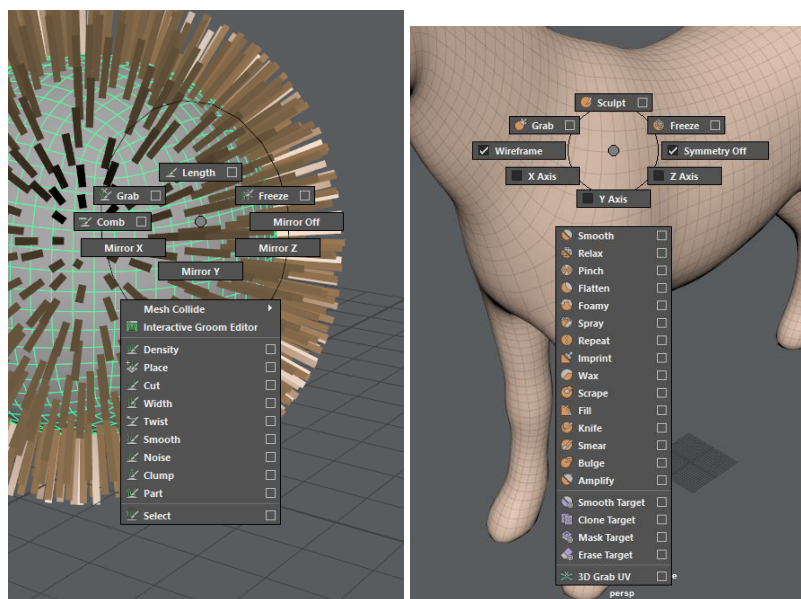 Length
Grab
Freeze
Comb
Mirror Off
Mirror X
Mirror Z
Mirror Y
Mesh Collide
Interactive Groom Editor
Density
Place
Cut
Width
Twist
Smooth
Noise
Clump
Part
Select
Sculpt
Grab
Freeze
Wireframe
Symmetry Off
X Axis
Z Axis
Y Axis
Smooth
Relax
Pinch
Flatten
Foamy
Spray
Repeat
Imprint
Wax
Scrape
Fill
Knife
Smear
Bulge
Amplify
Smooth Target
Clone Target
Mask Target
Erase Target
3D Grab UV
persp